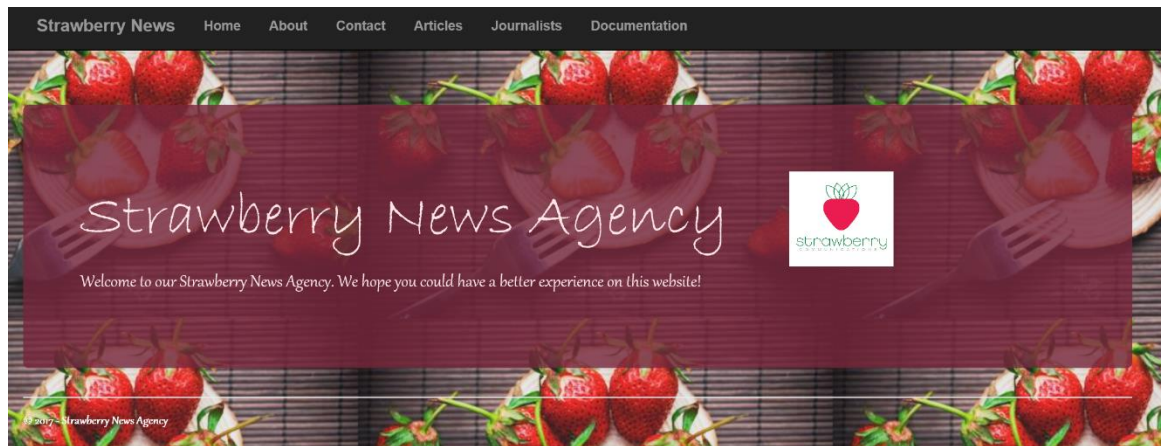 Strawberry News Home About Contact Articles Journalists Documentation
Strawberry News Agency
strawberry
COMMUNICATIONS
Welcome to our Strawberry News Agency. We hope you could have a better experience on this website!
© 2017 - Strawberry News Agency